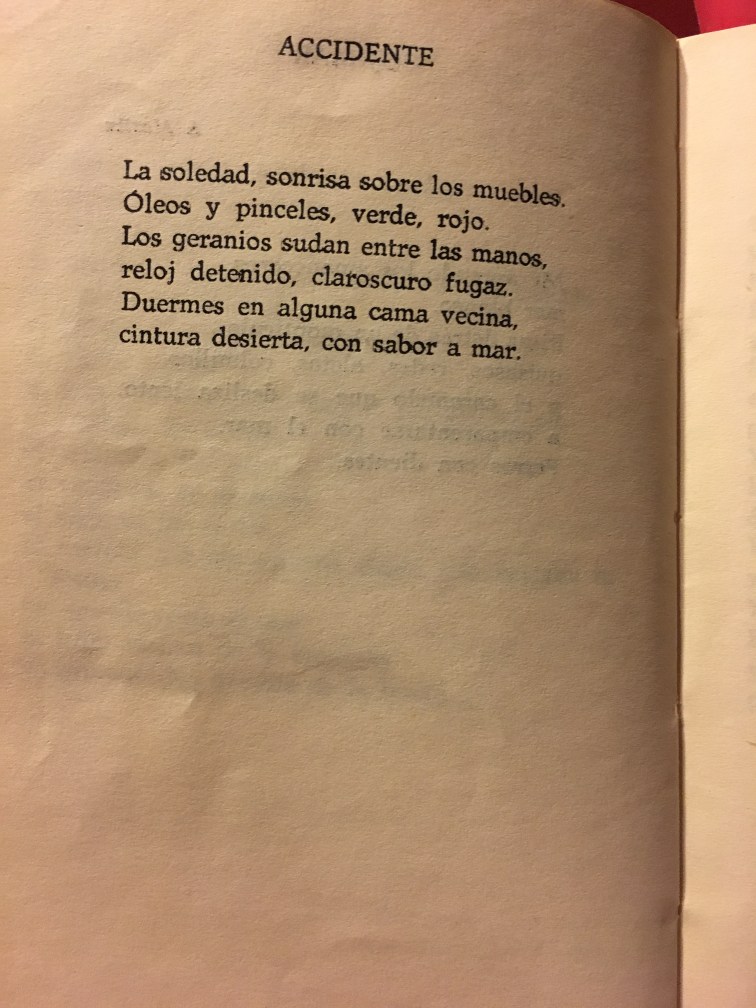 ACCIDENTE
La soledad, sonrisa sobre los muebles.
Óleos y pinceles, verde, rojo.
Los geranios sudan entre las manos,
reloj detenido, claroscuro fugaz.
Duermes en alguna cama vecina,
cintura desierta, con sabor a mar.